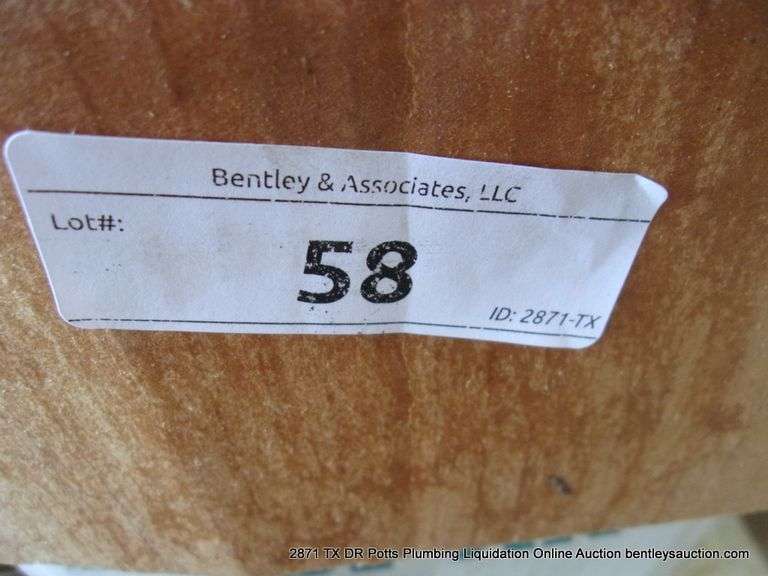 Bentley & Associates, LLC
Lot#:
58
ID: 2871-TX
2871 TX DR Potts Plumbing Liquidation Online Auction bentleysauction.com